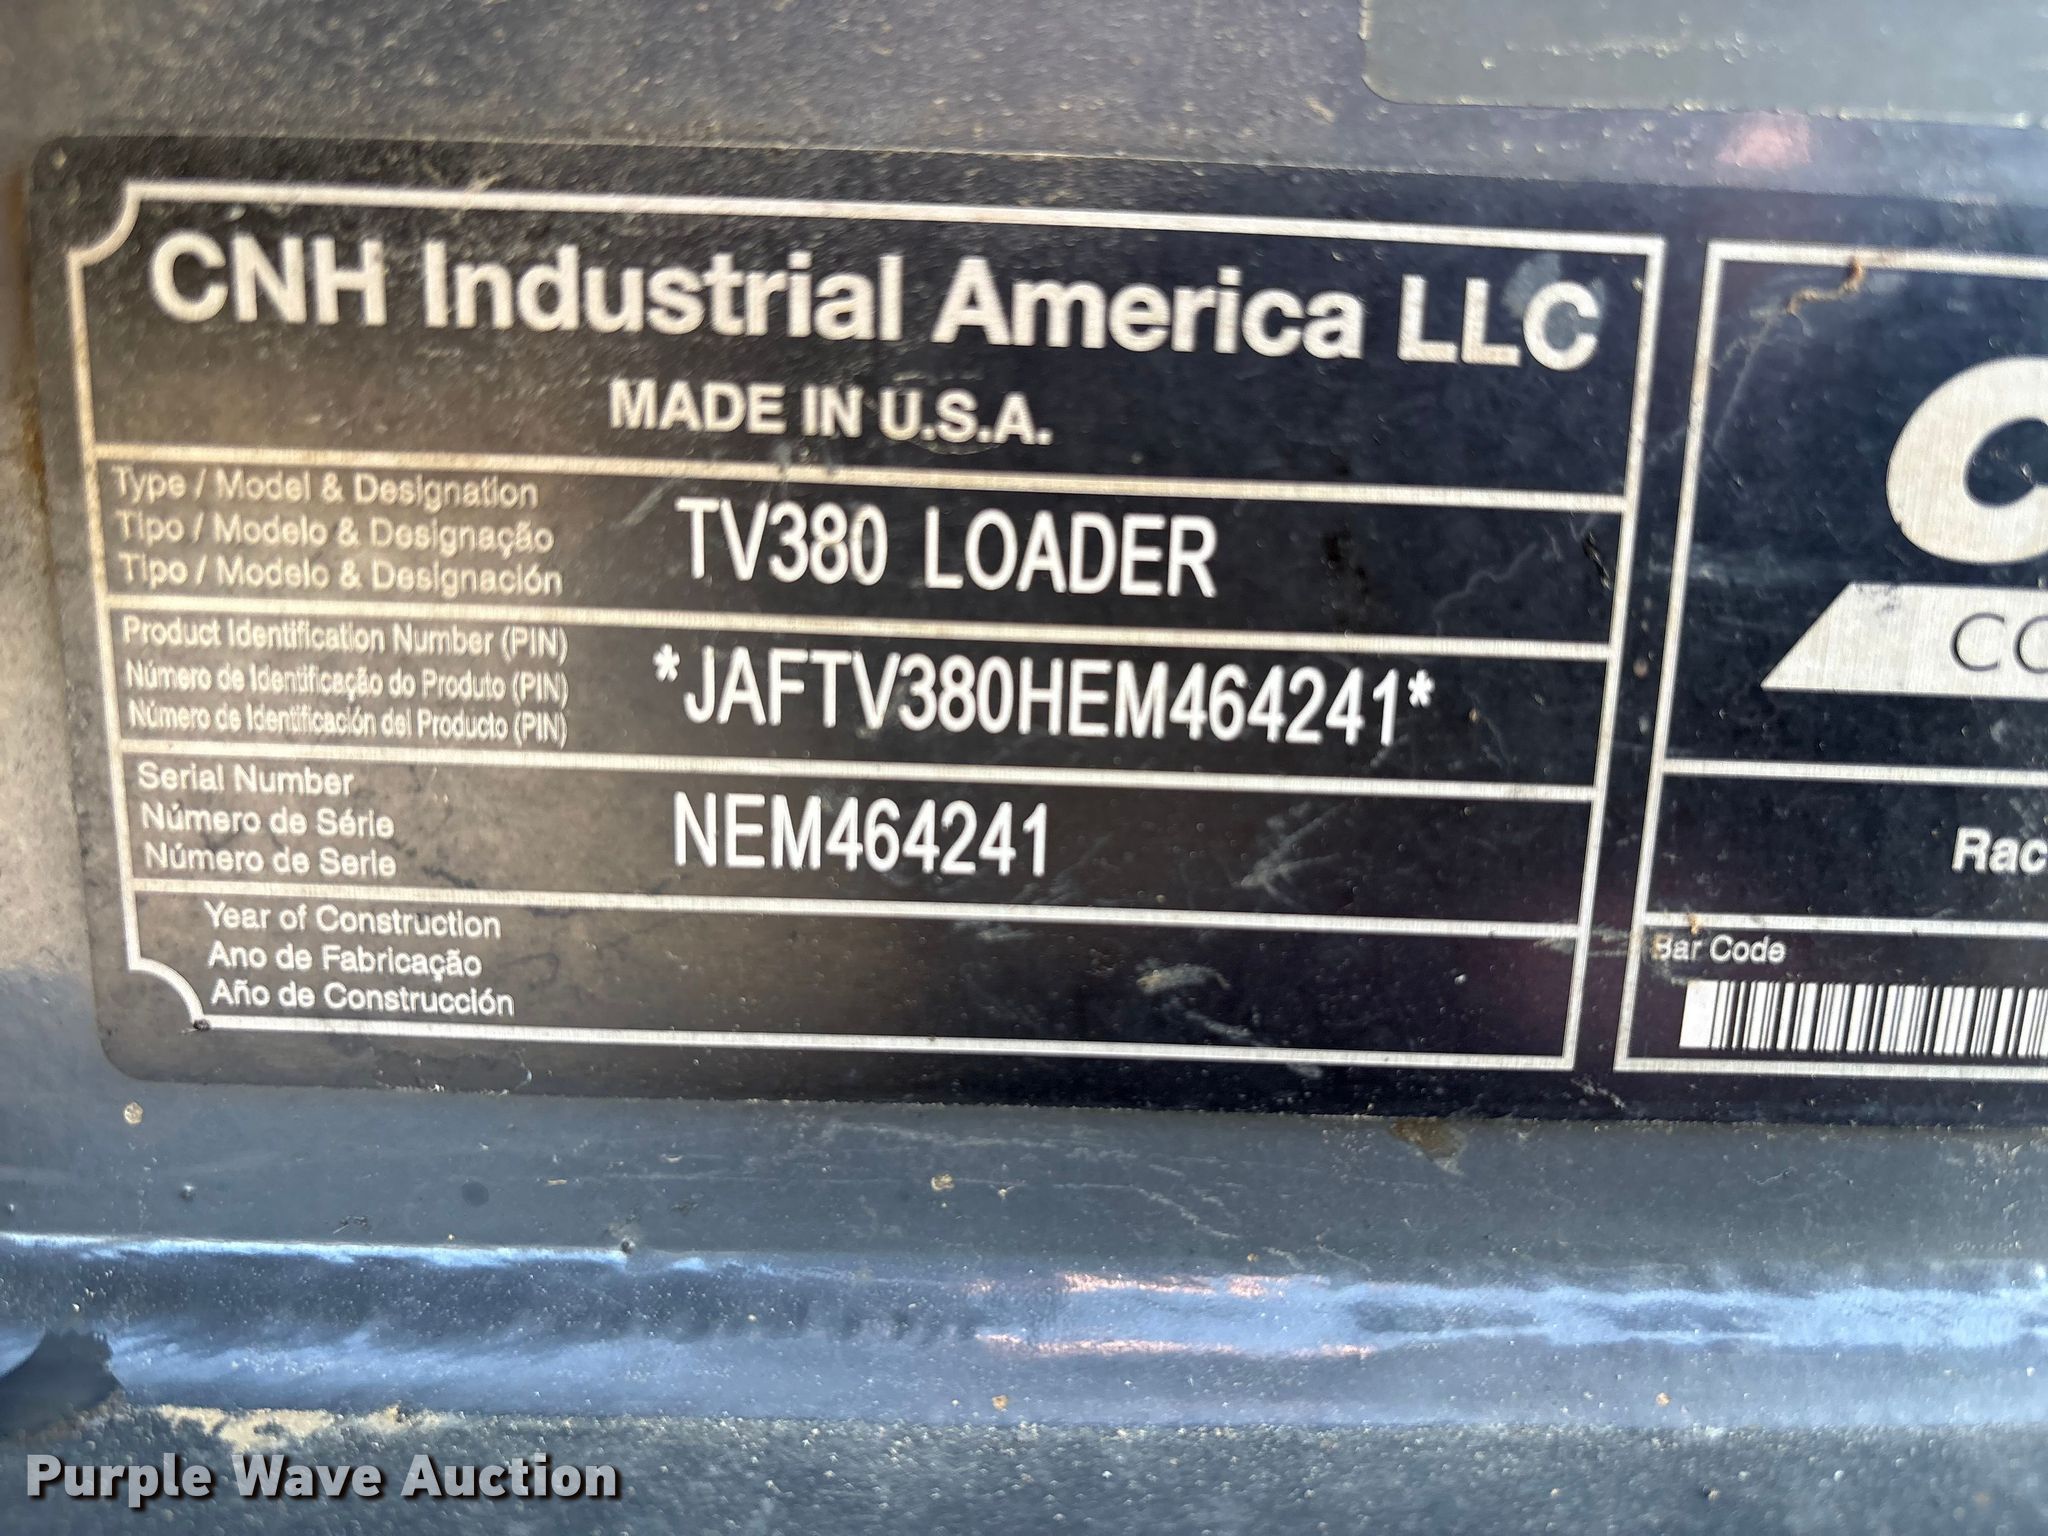 CNH Industrial America LLC
MADE IN U.S.A.
Type / Model & Designation
Tipo / Modelo & Designação
Tipo / Modelo & Designación
TV380 LOADER
Product Identification Number (PIN)
Número de Identificação do Produto (PIN)
Número de Identificación del Producto (PIN)
*JAFTV380HEM464241*
Serial Number
Número de Série
Número de Serie
NEM464241
Year of Construction
Ano de Fabricação
Año de Construcción
C
CO
Rac
Bar Code
Purple Wave Auction